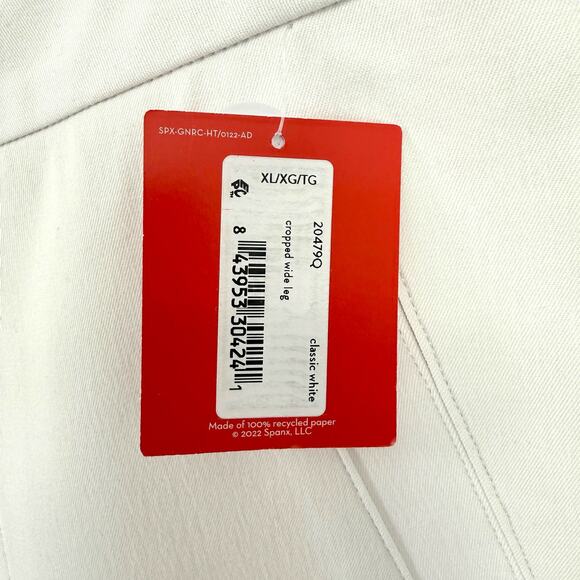 SPX-GNRC-HT/0122-AD
XL/XG/TG
20479Q
cropped wide leg
classic white
8 43953 30424 1
Made of 100% recycled paper
© 2022 Spanx, LLC